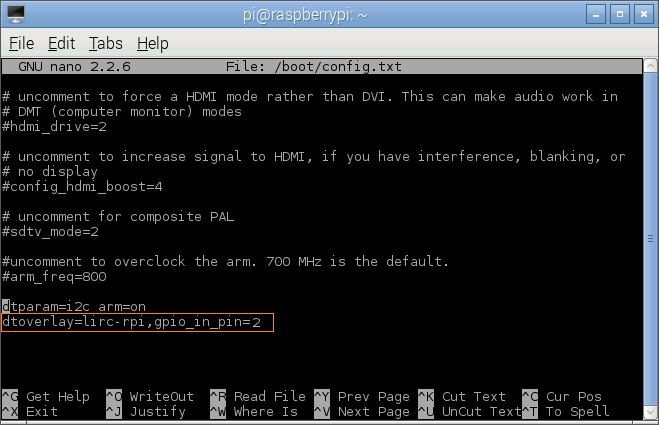 pi@raspberrypi: ~
File Edit Tabs Help
GNU nano 2.2.6 File: /boot/config.txt
# uncomment to force a HDMI mode rather than DVI. This can make audio work in
# DMT (computer monitor) modes
#hdmi_drive=2
# uncomment to increase signal to HDMI, if you have interference, blanking, or
# no display
#config_hdmi_boost=4
# uncomment for composite PAL
#sdtv_mode=2
#uncomment to overclock the arm. 700 MHz is the default.
#arm_freq=800
dtparam=i2c_arm=on
dtoverlay=lirc-rpi,gpio_in_pin=2
^G Get Help ^O WriteOut ^R Read File ^Y Prev Page ^K Cut Text ^C Cur Pos
^X Exit ^J Justify ^W Where Is ^V Next Page ^U UnCut Text ^T To Spell